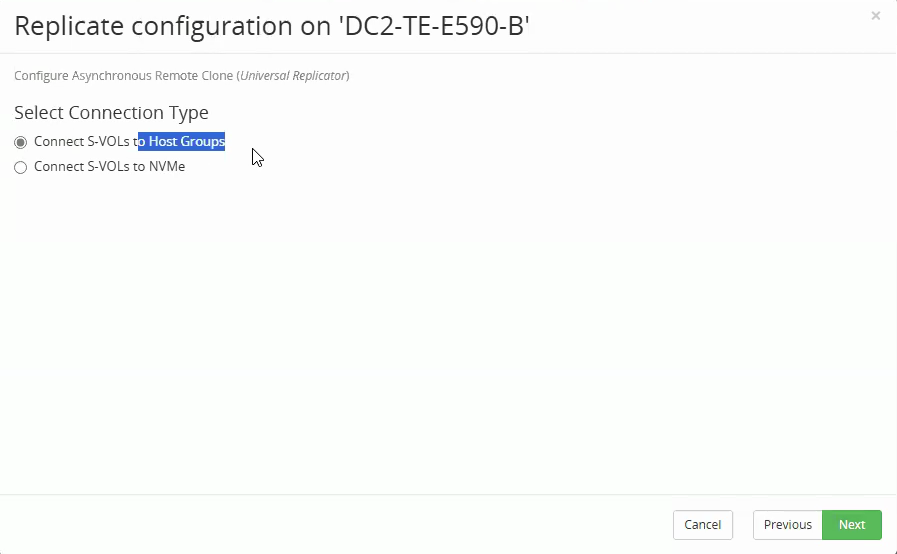 Replicate configuration on 'DC2-TE-E590-B'
×
Configure Asynchronous Remote Clone (Universal Replicator)
Select Connection Type
Connect S-VOLs to Host Groups
Connect S-VOLs to NVMe
Cancel
Previous
Next